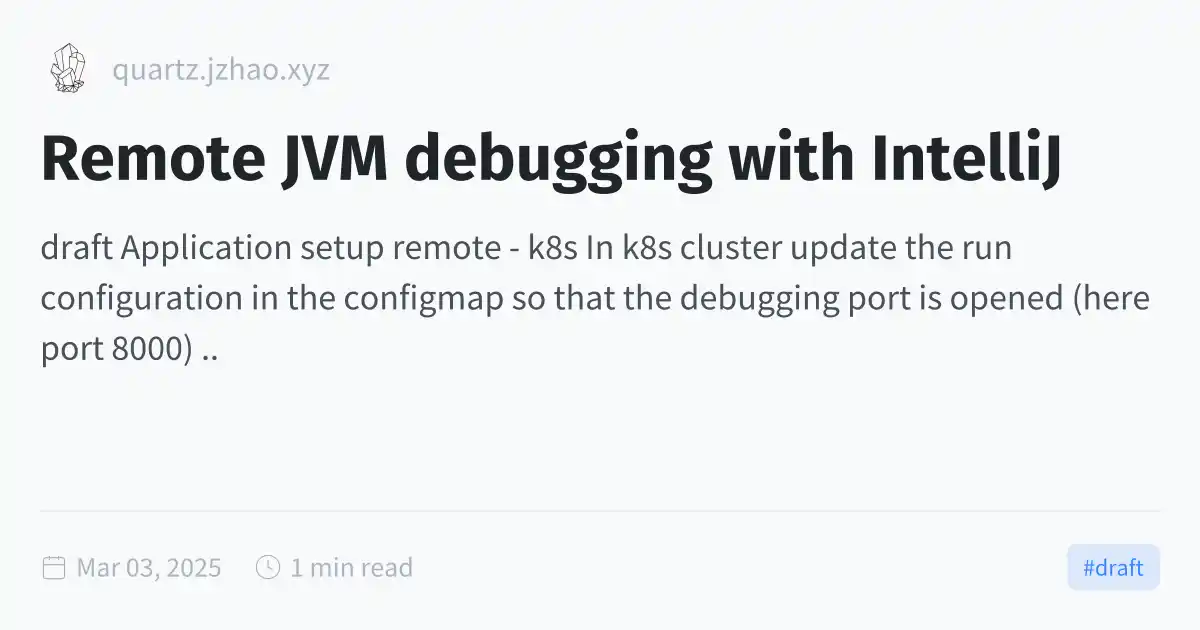 quartz.jzhao.xyz
Remote JVM debugging with IntelliJ
draft Application setup remote - k8s In k8s cluster update the run
configuration in the configmap so that the debugging port is opened (here
port 8000) ..
Mar 03, 2025 1 min read
#draft